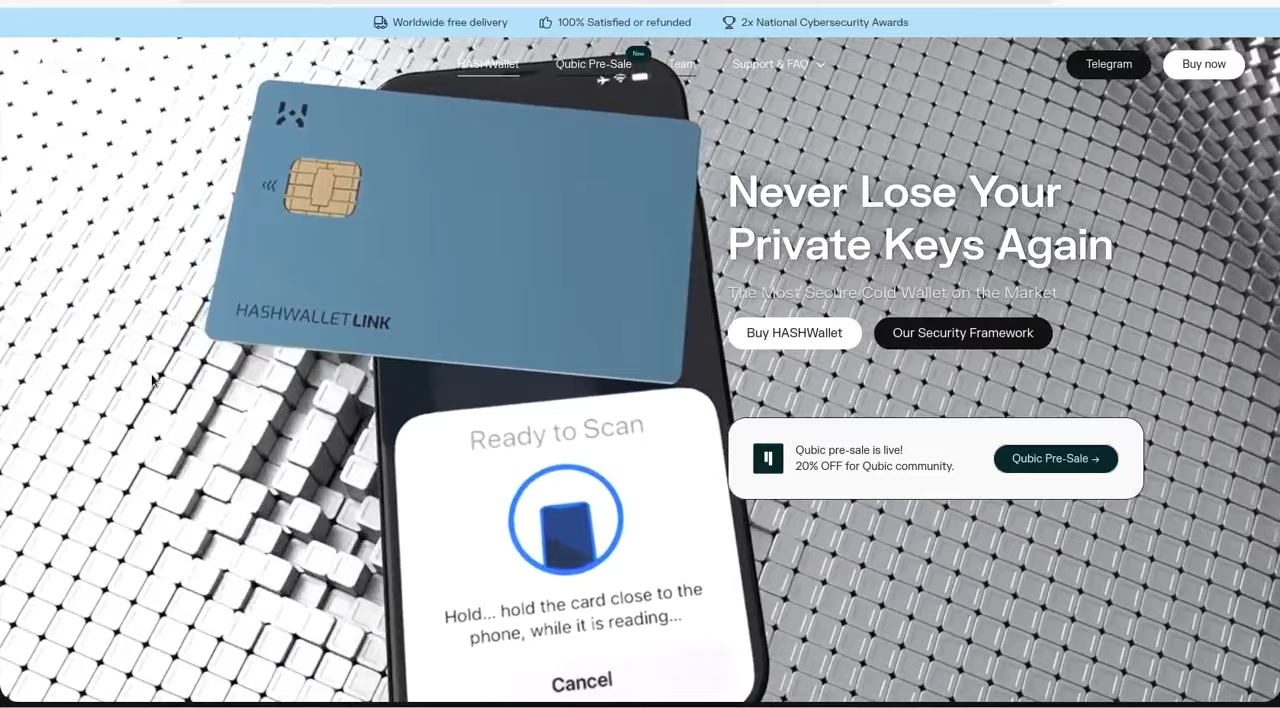 Worldwide free delivery
100% Satisfied or refunded
2x National Cybersecurity Awards
HASHWallet
Qubic Pre-Sale
New
Team
Support & FAQ
Telegram
Buy now
HASHWALLETLINK
Never Lose Your
Private Keys Again
The Most Secure Cold Wallet on the Market
Buy HASHWallet
Our Security Framework
Qubic pre-sale is live!
20% OFF for Qubic community.
Qubic Pre-Sale →
Ready to Scan
Hold... hold the card close to the
phone, while it is reading...
Cancel